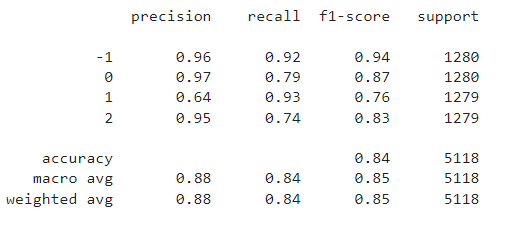 precision recall f1-score support
-1 0.96 0.92 0.94 1280
0 0.97 0.79 0.87 1280
1 0.64 0.93 0.76 1279
2 0.95 0.74 0.83 1279
accuracy 0.84 5118
macro avg 0.88 0.84 0.85 5118
weighted avg 0.88 0.84 0.85 5118